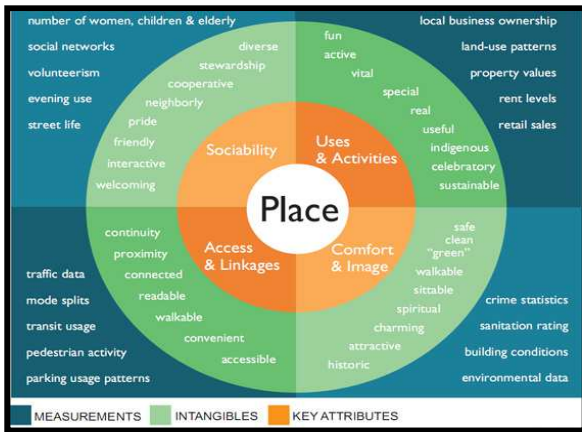 number of women, children & elderly
social networks
volunteerism
evening use
street life
diverse
stewardship
cooperative
neighborly
pride
friendly
interactive
welcoming
Sociability
fun
active
vital
special
real
useful
indigenous
celebratory
sustainable
Uses
& Activities
local business ownership
land-use patterns
property values
rent levels
retail sales
Place
Access
& Linkages
continuity
proximity
connected
readable
walkable
convenient
accessible
traffic data
mode splits
transit usage
pedestrian activity
parking usage patterns
Comfort
& Image
safe
clean
"green"
walkable
sittable
spiritual
charming
attractive
historic
crime statistics
sanitation rating
building conditions
environmental data
MEASUREMENTS
INTANGIBLES
KEY ATTRIBUTES